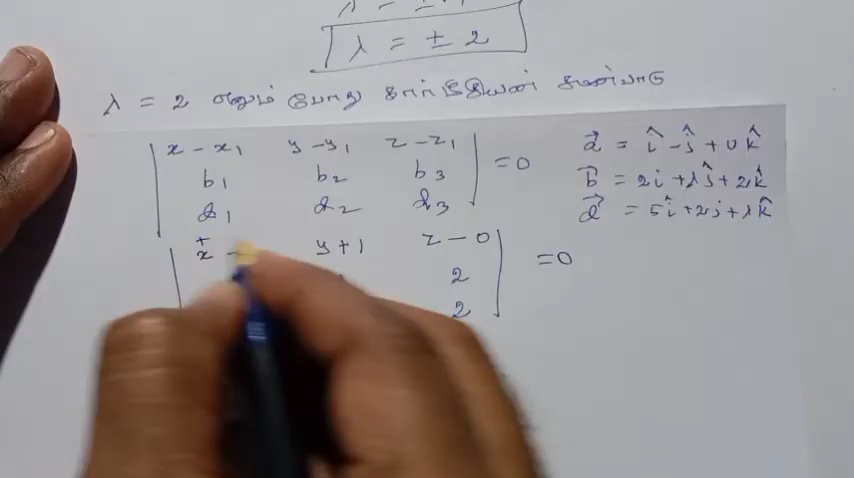 λ = ± 2
λ = 2 எனும் போது கார்டீசியன் சமன்பாடு
x - x₁ y - y₁ z - z₁ = 0
b₁ b₂ b₃
d₁ d₂ d₃
a⃗ = î - ĵ + 0k̂
b⃗ = 2i + λĵ + 2k̂
d⃗ = 5î + 2j + λk̂
+
x - y + 1 z - 0 = 0
2
2